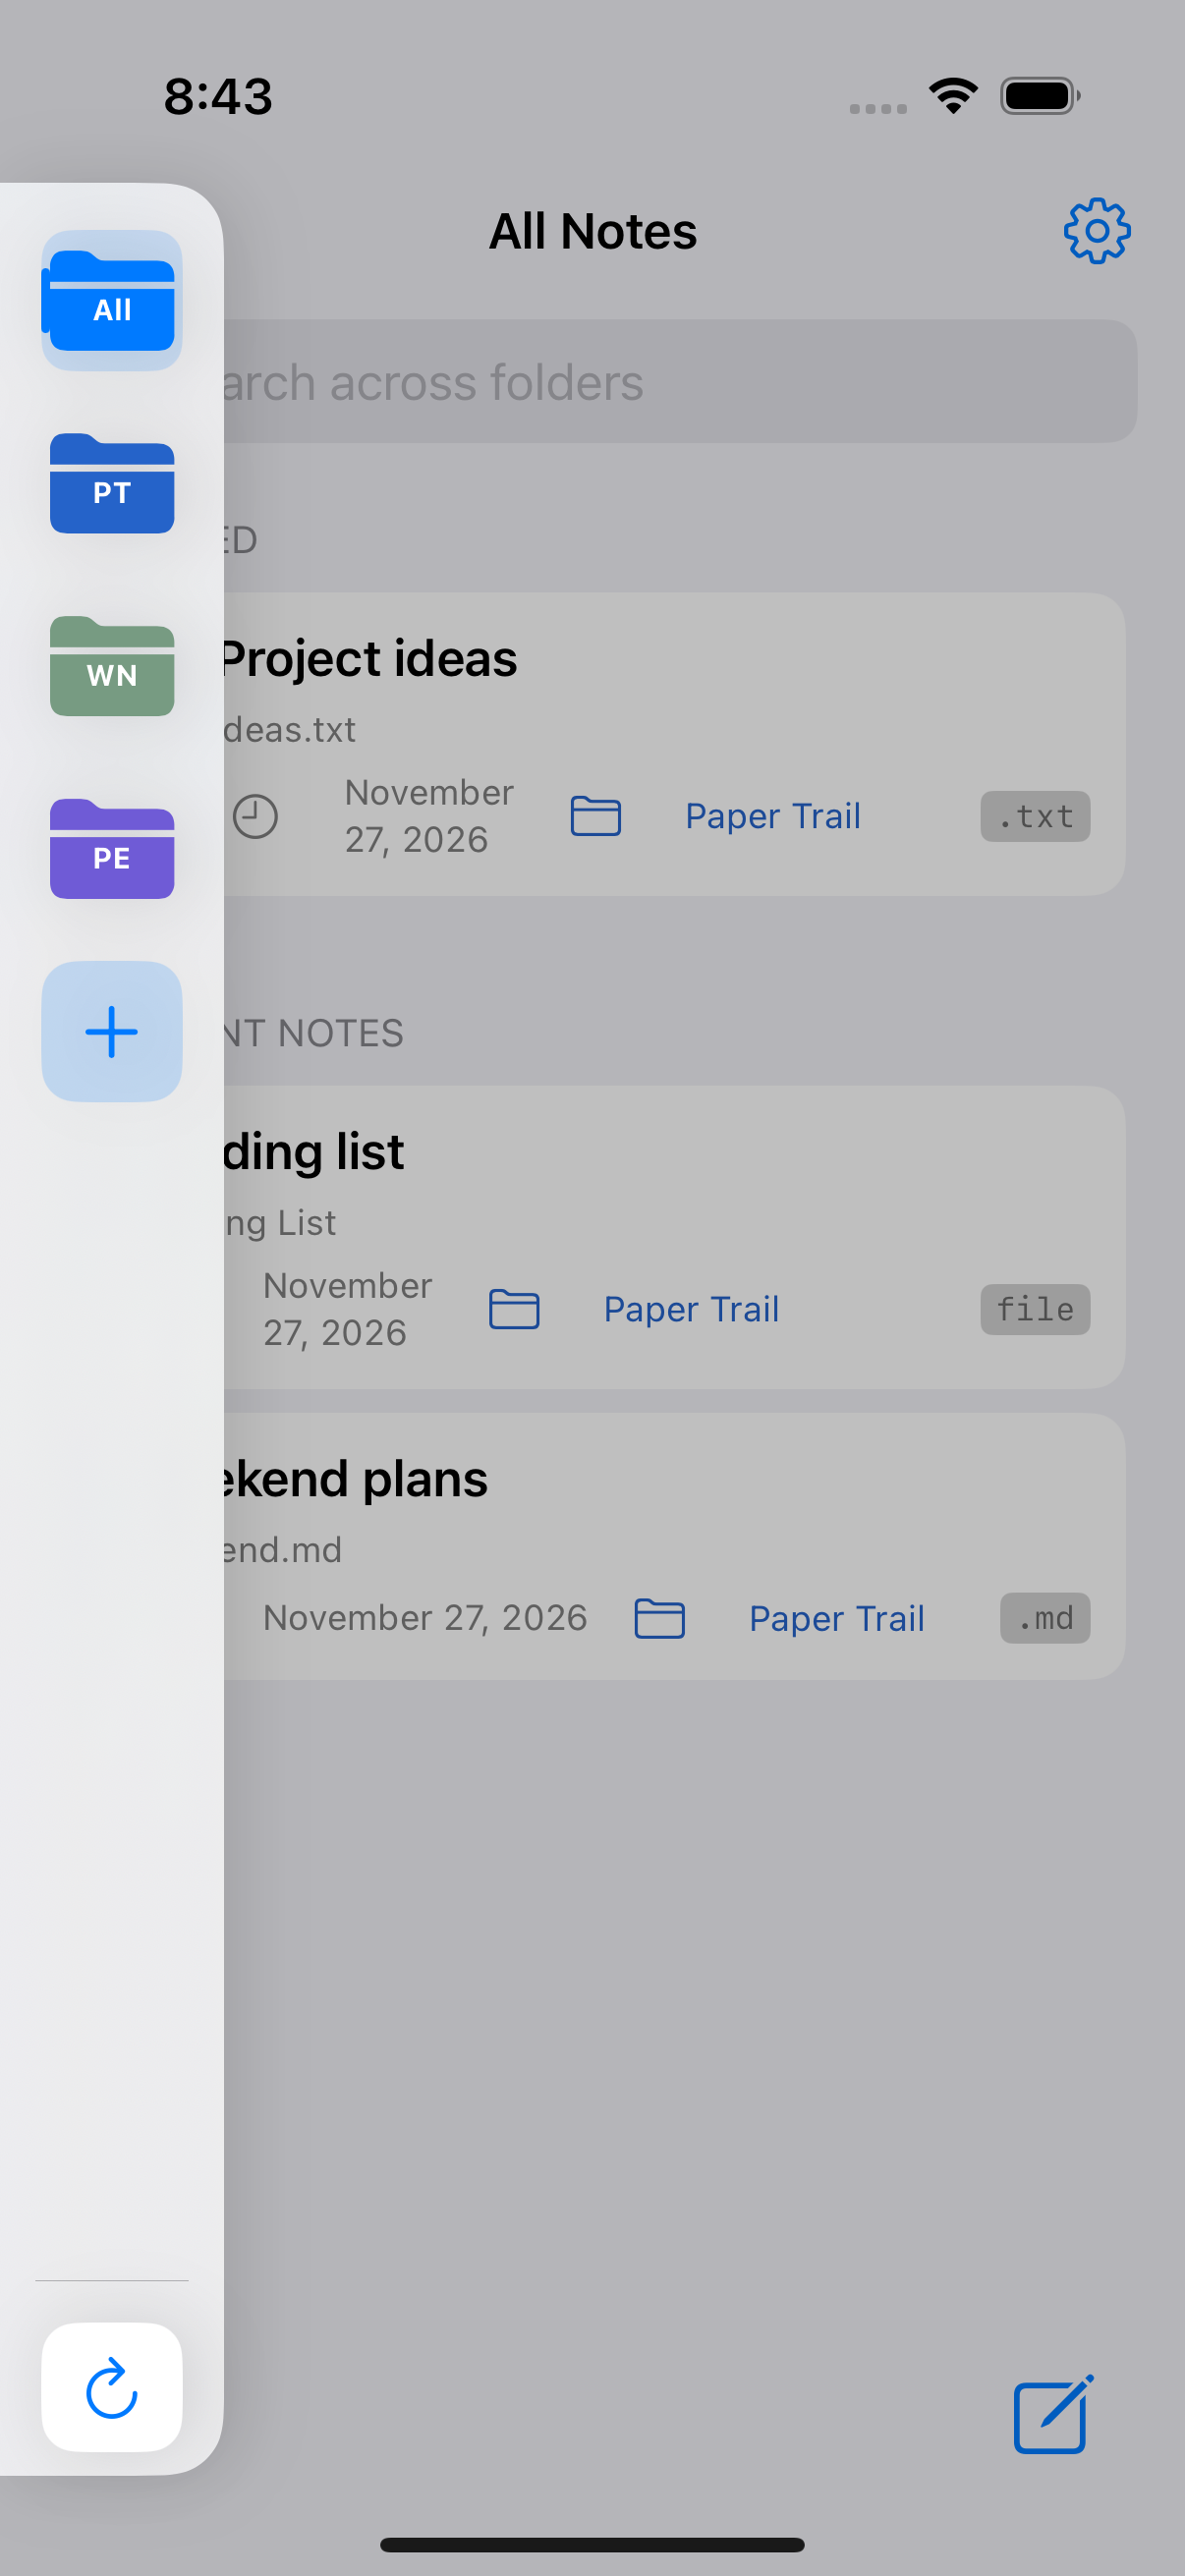 8:43
All Notes
All
arch across folders
PT
ED
WN
Project ideas
deas.txt
November
27, 2026
Paper Trail
.txt
PE
NT NOTES
ding list
ng List
November
27, 2026
Paper Trail
file
ekend plans
end.md
November 27, 2026
Paper Trail
.md